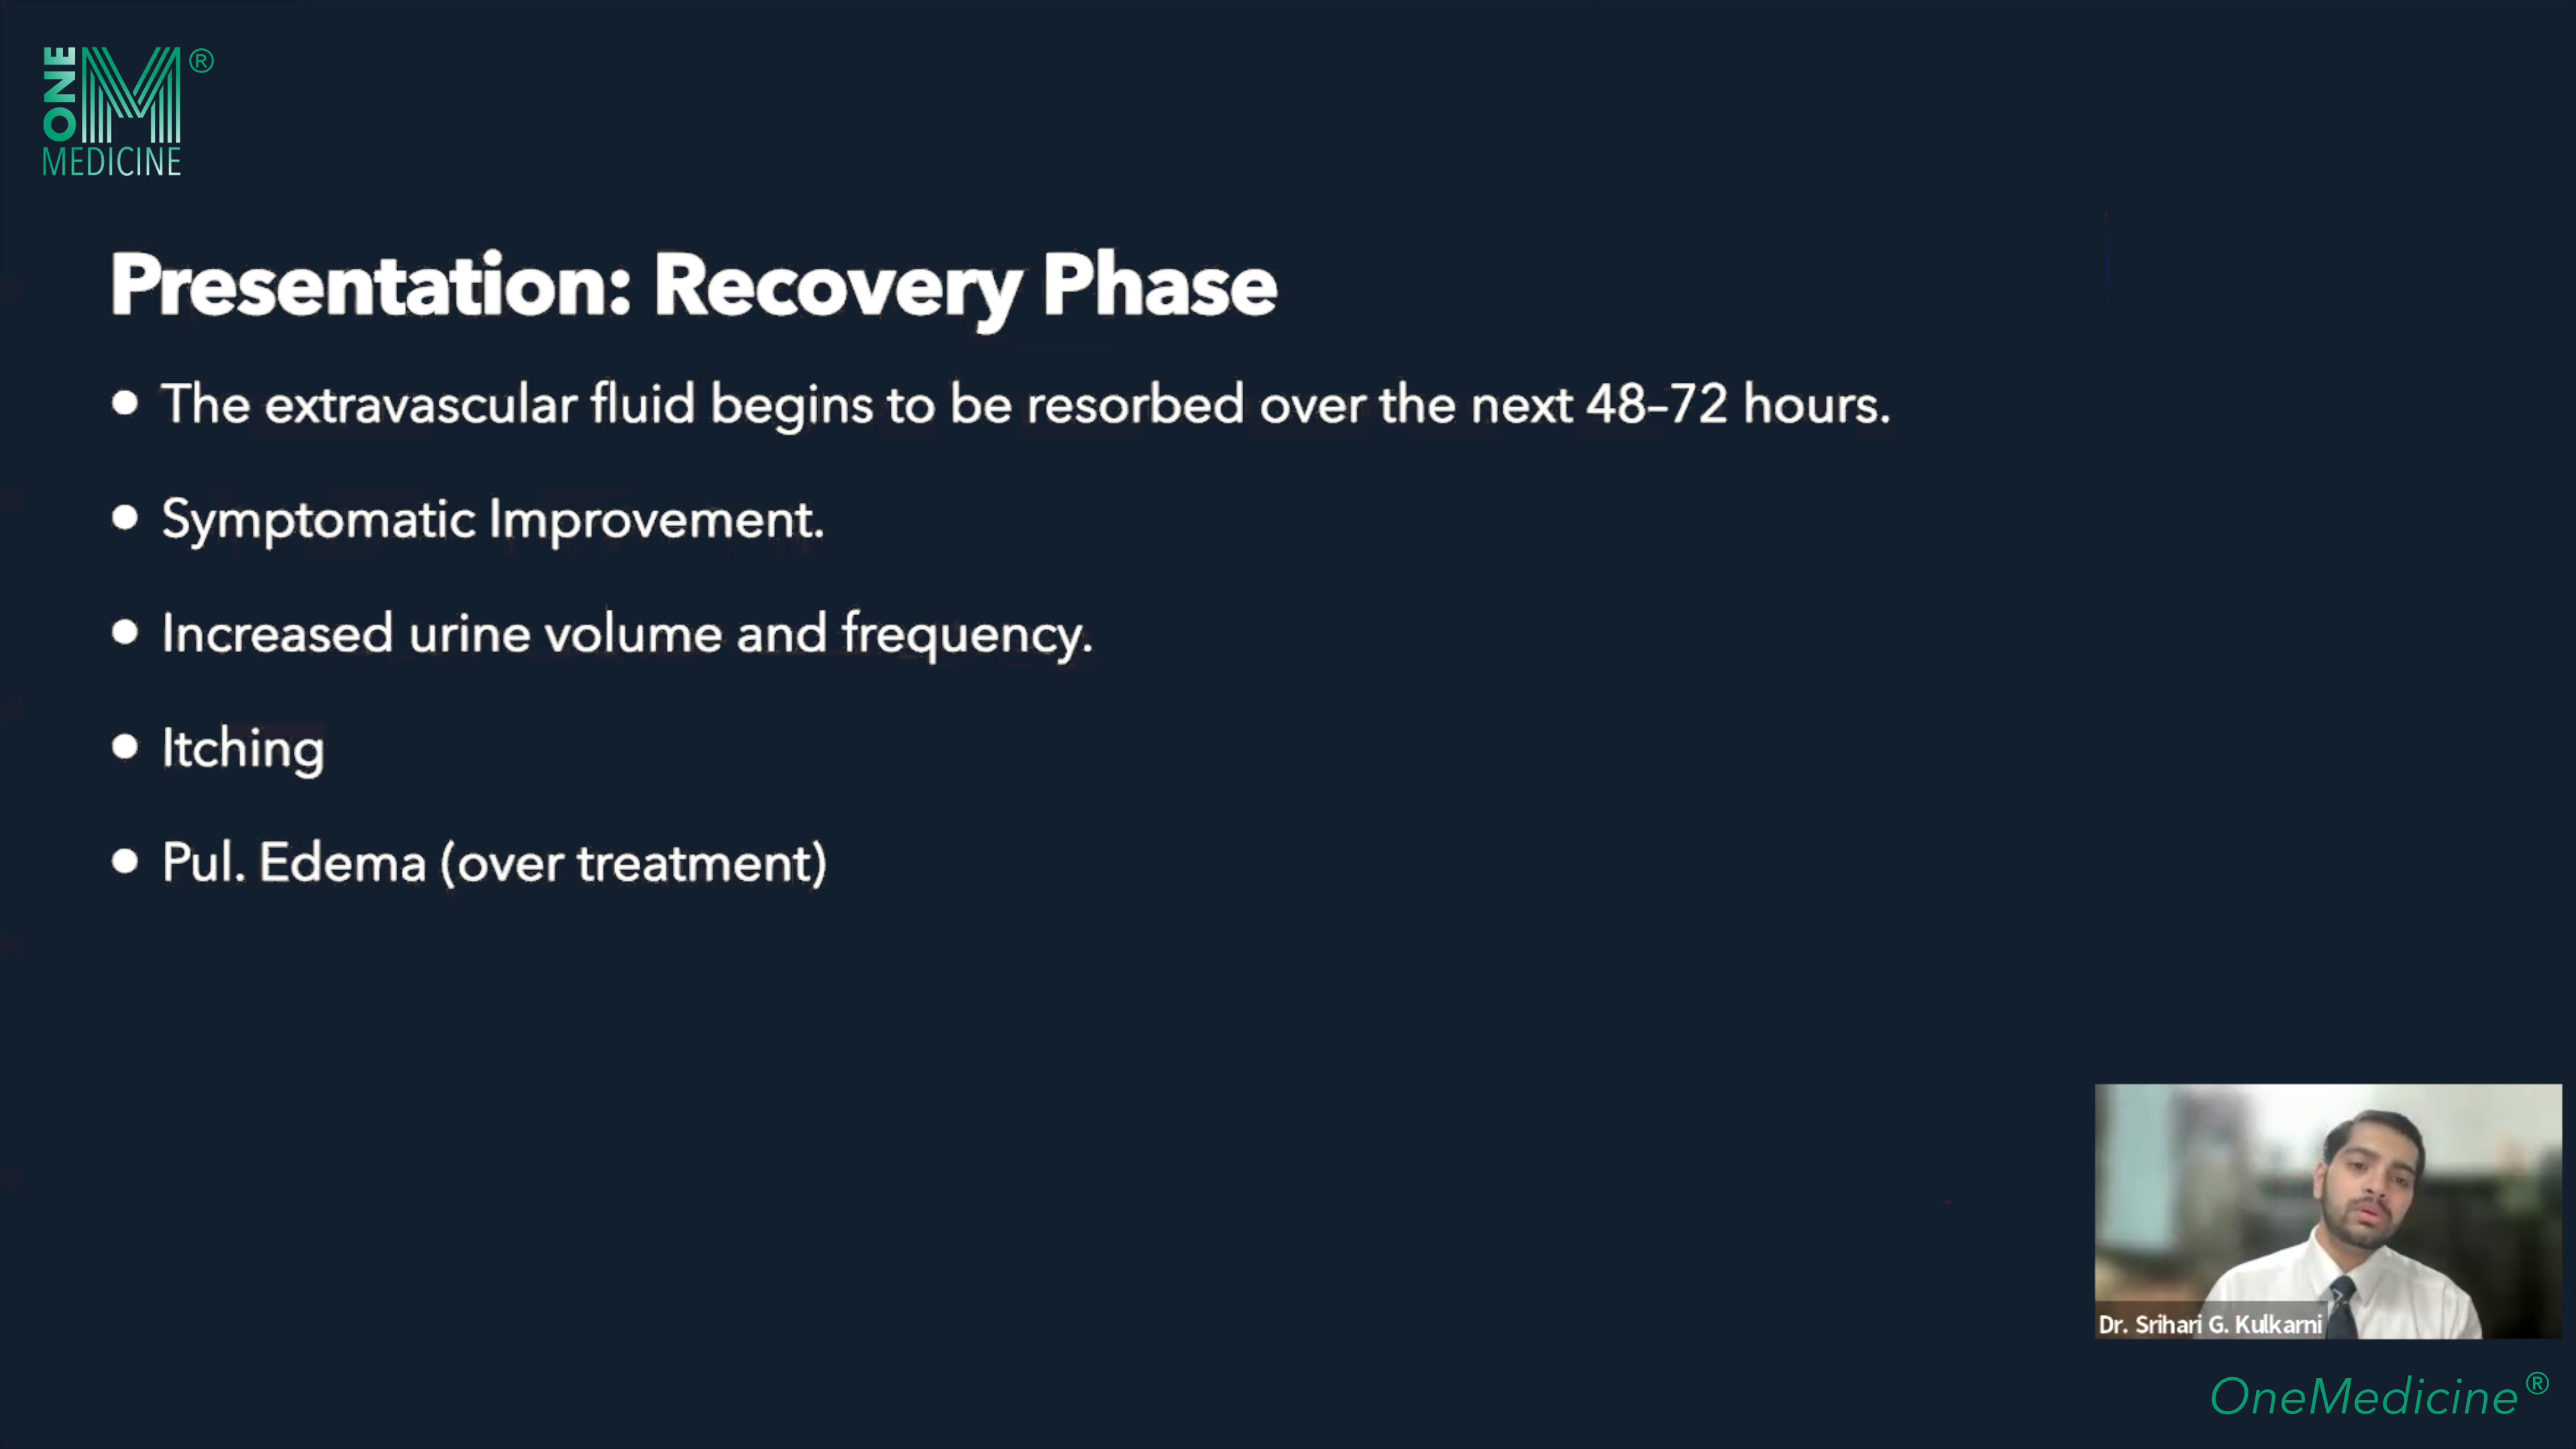 ONE
M®
MEDICINE
Presentation: Recovery Phase
• The extravascular fluid begins to be resorbed over the next 48–72 hours.
• Symptomatic Improvement.
• Increased urine volume and frequency.
• Itching
• Pul. Edema (over treatment)
Dr. Srihari G. Kulkarni
OneMedicine®